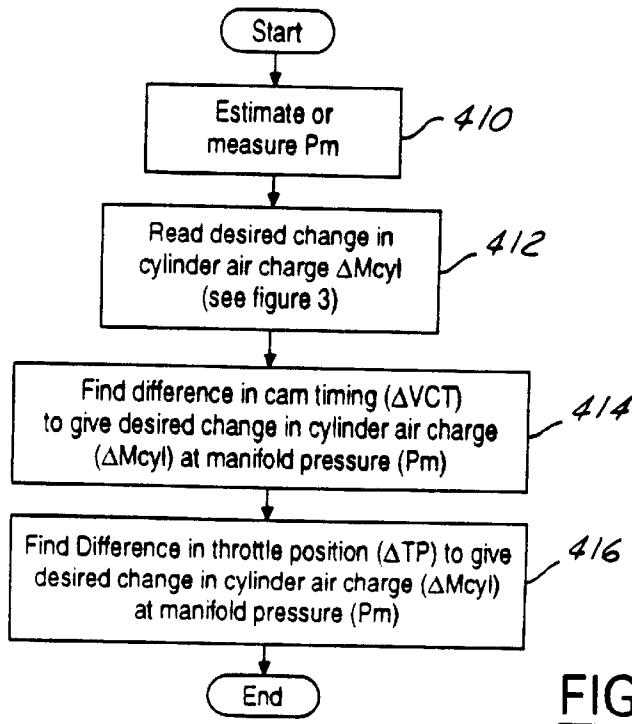 Start
Estimate or
measure Pm
410
Read desired change in
cylinder air charge ΔMcyl
(see figure 3)
412
Find difference in cam timing (ΔVCT)
to give desired change in cylinder air charge
(ΔMcyl) at manifold pressure (Pm)
414
Find Difference in throttle position (ΔTP) to give
desired change in cylinder air charge (ΔMcyl)
at manifold pressure (Pm)
416
End
FIG